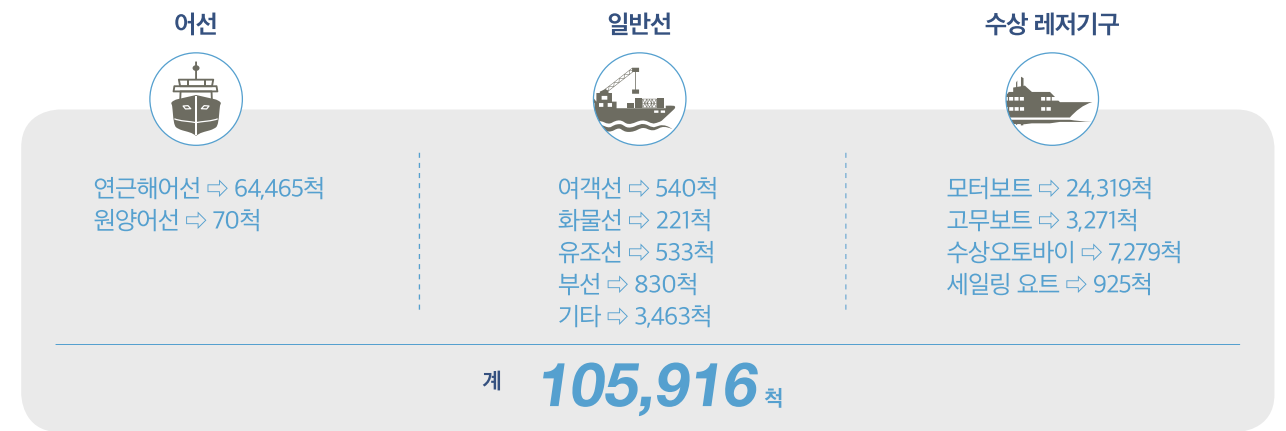 어선
연근해어선 ⇨ 64,465척
원양어선 ⇨ 70척
일반선
여객선 ⇨ 540척
화물선 ⇨ 221척
유조선 ⇨ 533척
부선 ⇨ 830척
기타 ⇨ 3,463척
수상 레저기구
모터보트 ⇨ 24,319척
고무보트 ⇨ 3,271척
수상오토바이 ⇨ 7,279척
세일링 요트 ⇨ 925척
계 105,916 척